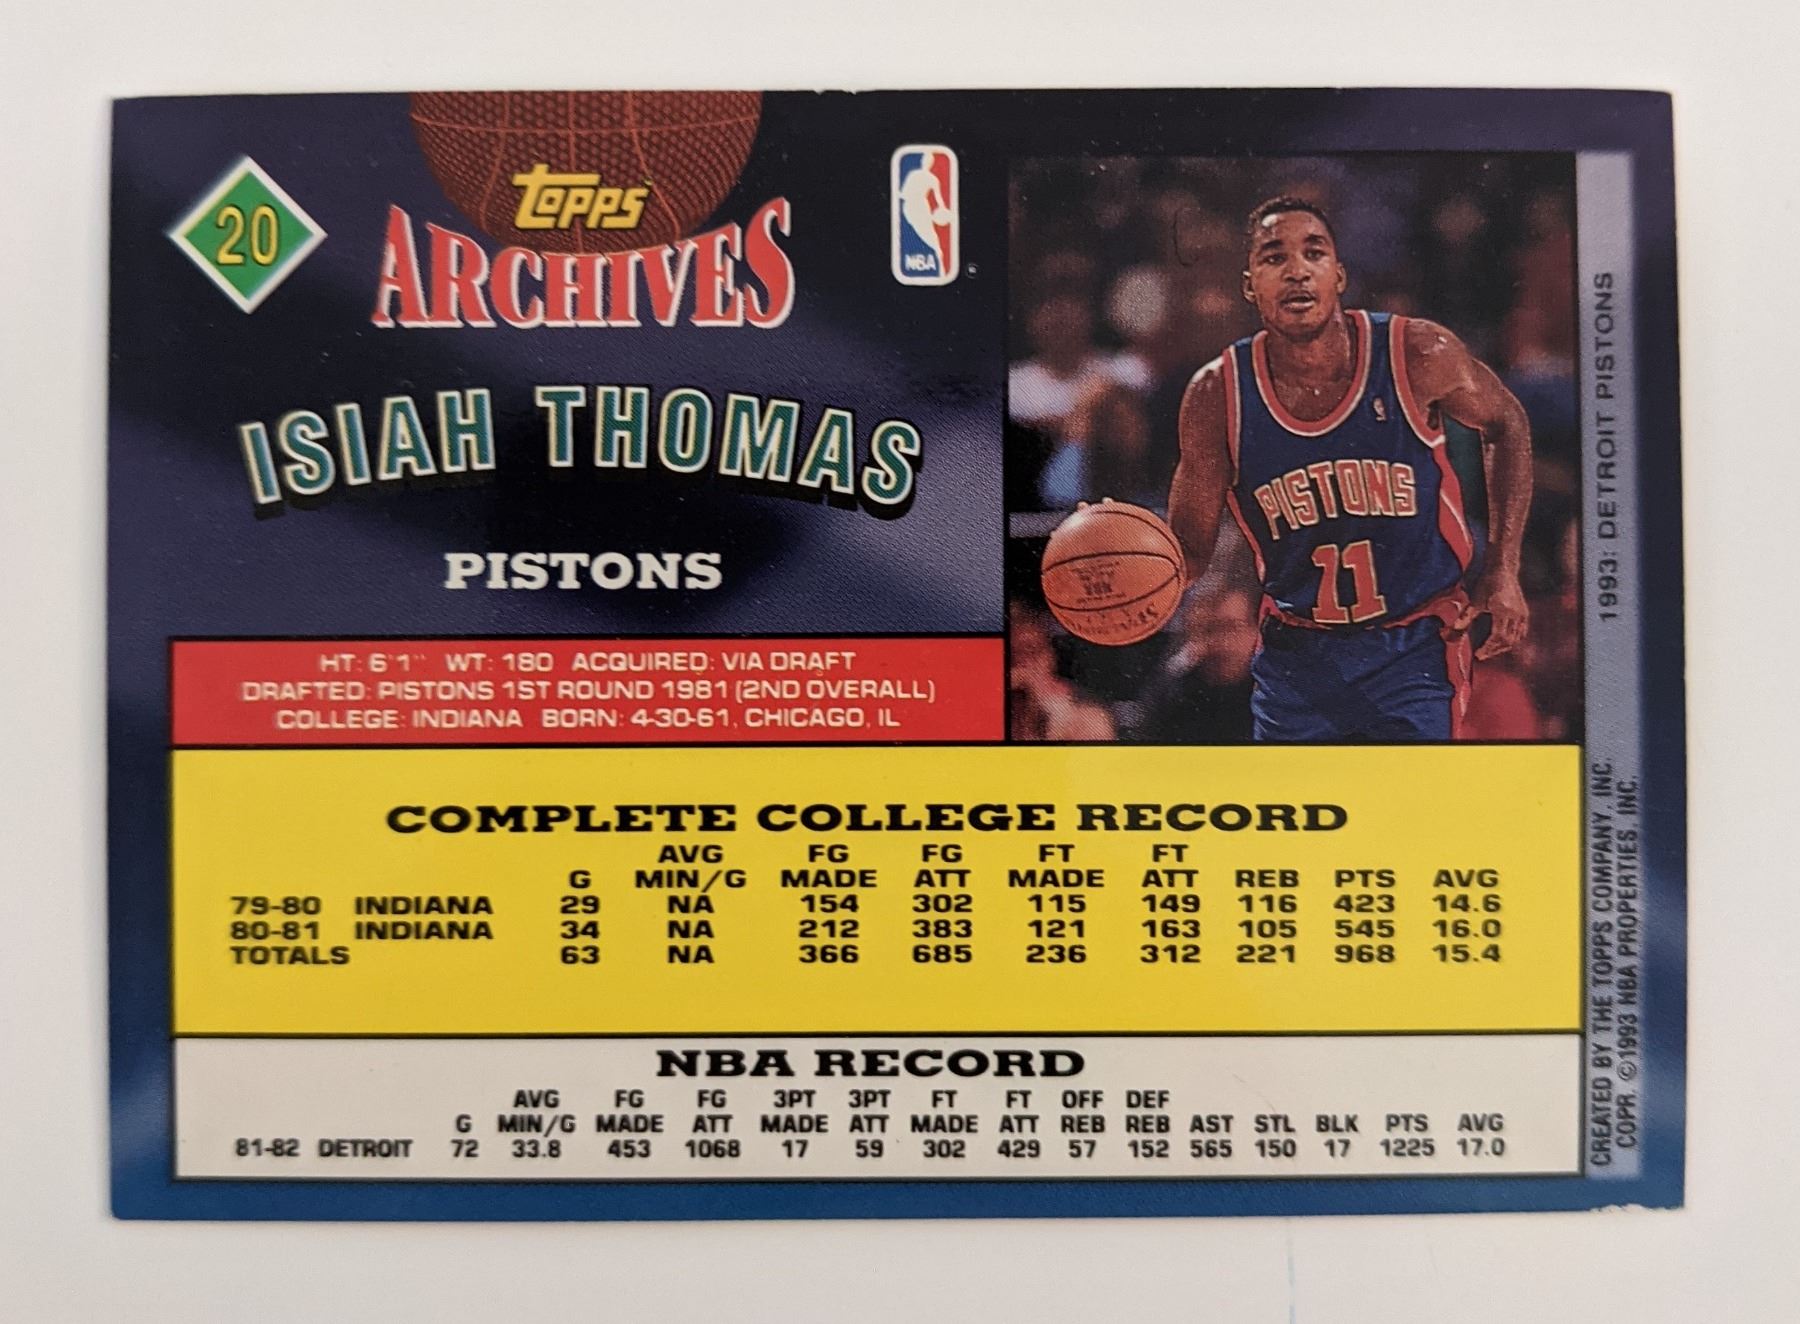 20
TOPPS
ARCHIVES
NBA
ISIAH THOMAS
PISTONS
HT: 6'1" WT: 180 ACQUIRED: VIA DRAFT
DRAFTED: PISTONS 1ST ROUND 1981 (2ND OVERALL)
COLLEGE: INDIANA BORN: 4-30-61, CHICAGO, IL
PISTONS
11
1993: DETROIT PISTONS
COMPLETE COLLEGE RECORD
AVG FG FG FT FT
G MIN/G MADE ATT MADE ATT REB PTS AVG
79-80 INDIANA 29 NA 154 302 115 149 116 423 14.6
80-81 INDIANA 34 NA 212 383 121 163 105 545 16.0
TOTALS 63 NA 366 685 236 312 221 968 15.4
NBA RECORD
AVG FG FG 3PT 3PT FT FT OFF DEF
G MIN/G MADE ATT MADE ATT MADE ATT REB REB AST STL BLK PTS AVG
81-82 DETROIT 72 33.8 453 1068 17 59 302 429 57 152 565 150 17 1225 17.0
CREATED BY THE TOPPS COMPANY, INC.
COPR. ©1993 NBA PROPERTIES, INC.